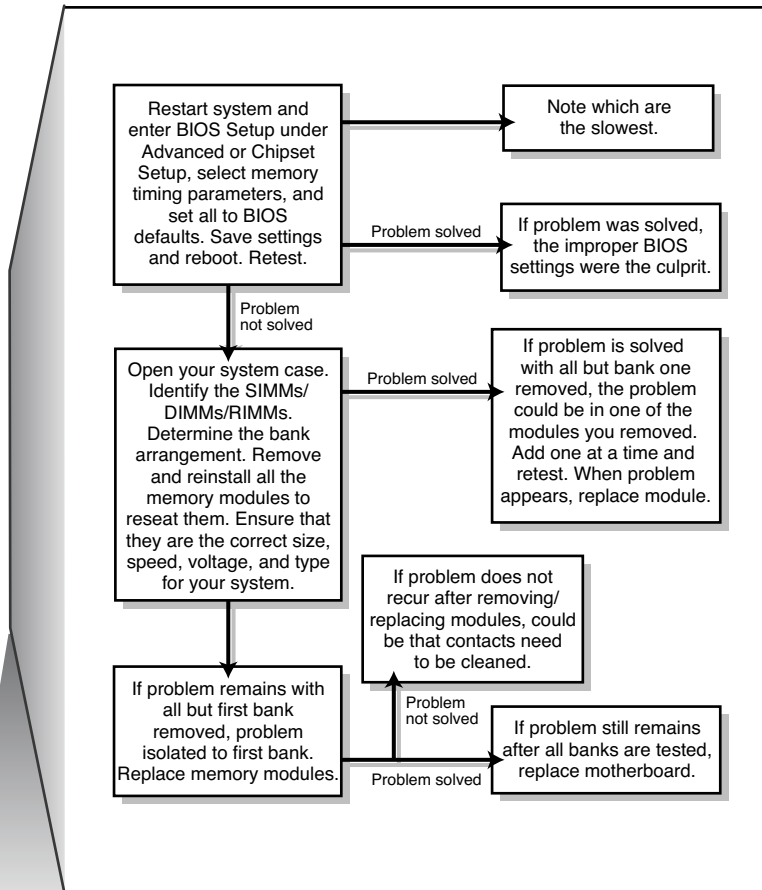 Restart system and
enter BIOS Setup under
Advanced or Chipset
Setup, select memory
timing parameters, and
set all to BIOS
defaults. Save settings
and reboot. Retest.
Note which are
the slowest.
Problem solved
If problem was solved,
the improper BIOS
settings were the culprit.
Problem
not solved
Open your system case.
Identify the SIMMs/
DIMMs/RIMMs.
Determine the bank
arrangement. Remove
and reinstall all the
memory modules to
reseat them. Ensure that
they are the correct size,
speed, voltage, and type
for your system.
Problem solved
If problem is solved
with all but bank one
removed, the problem
could be in one of the
modules you removed.
Add one at a time and
retest. When problem
appears, replace module.
If problem does not
recur after removing/
replacing modules, could
be that contacts need
to be cleaned.
If problem remains with
all but first bank
removed, problem
isolated to first bank.
Replace memory modules.
Problem
not solved
Problem solved
If problem still remains
after all banks are tested,
replace motherboard.